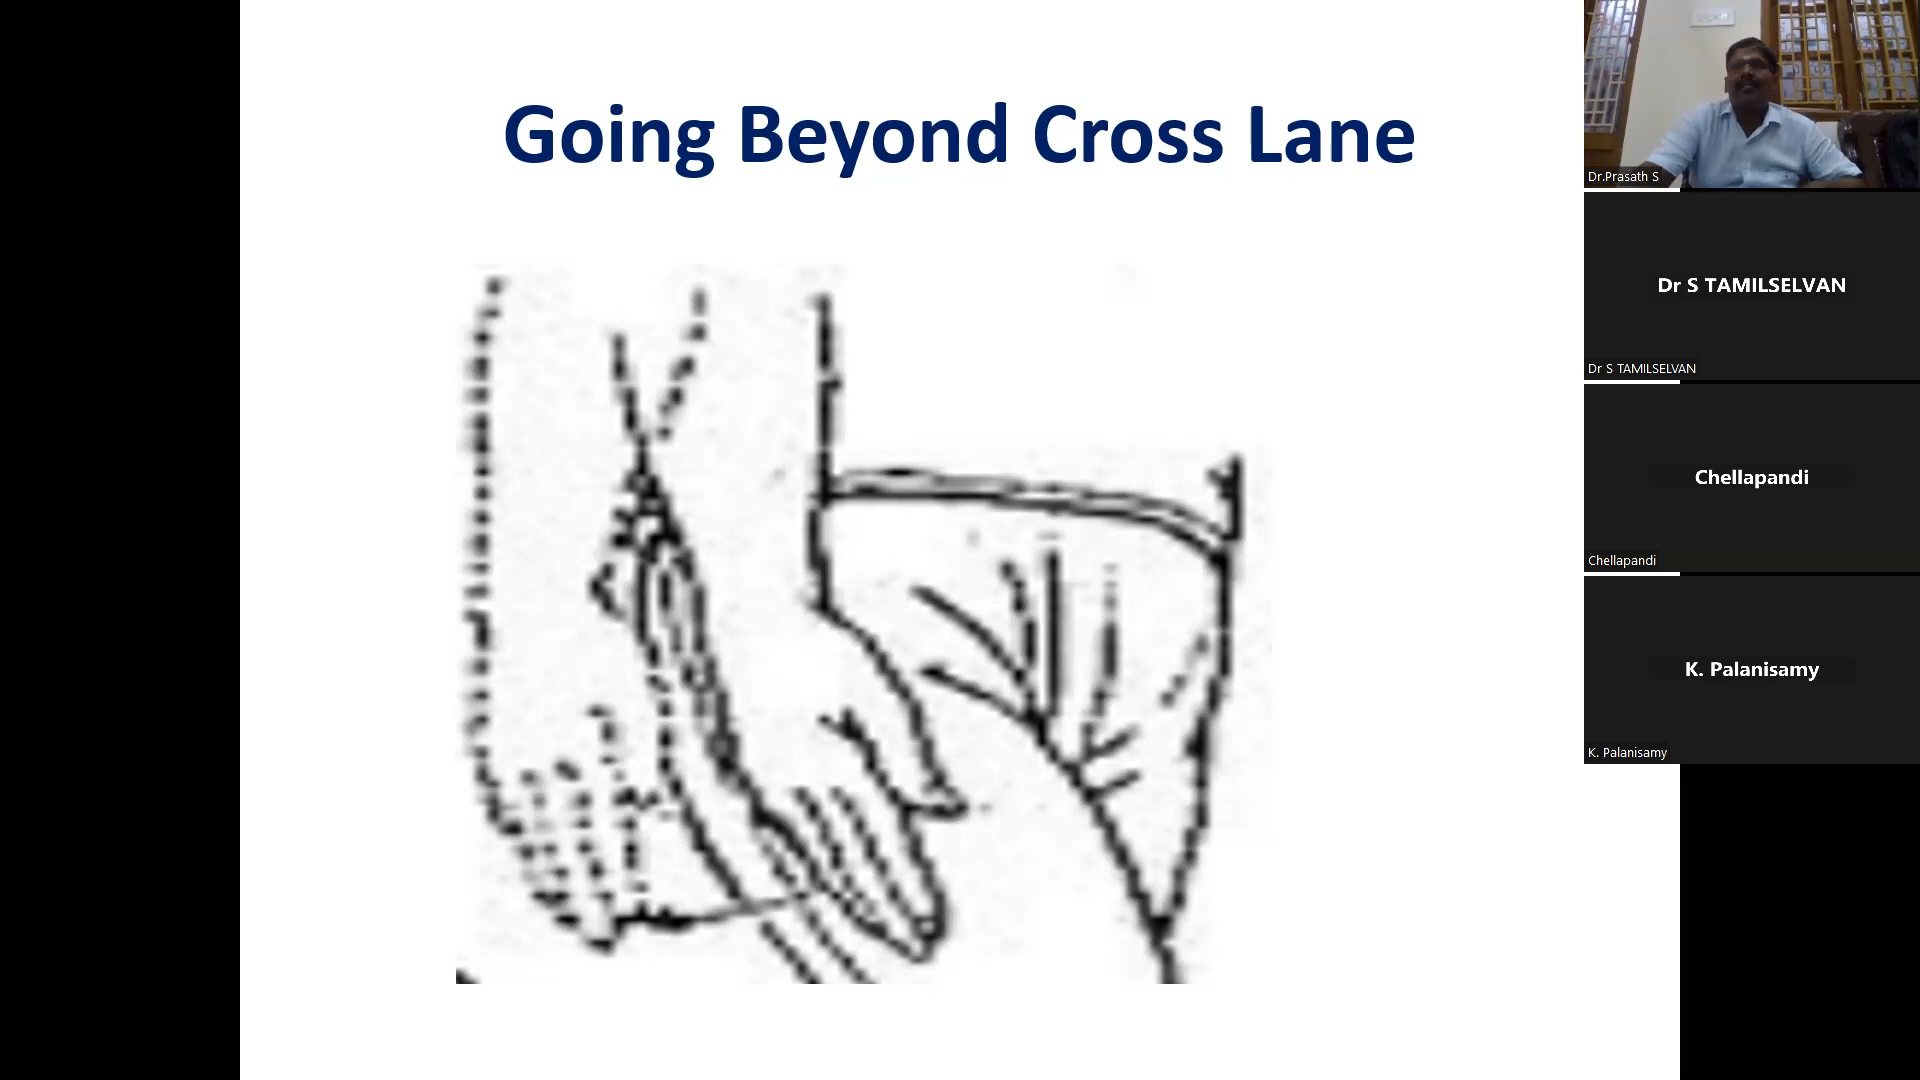 Going Beyond Cross Lane
Dr.Prasath S
Dr S TAMILSELVAN
Dr S TAMILSELVAN
Chellapandi
Chellapandi
K. Palanisamy
K. Palanisamy